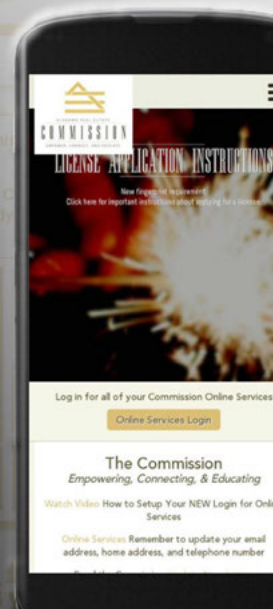 ALABAMA REAL ESTATE
COMMISSION
LICENSE APPLICATION INSTRUCTIONS
New fingerprint requirement
Click here for important instructions about applying for a license
Log in for all of your Commission Online Services
Online Services Login
The Commission
Empowering, Connecting, & Educating
Watch Video How to Setup Your NEW Login for Onli
Services
Online Services Remember to update your email
address, home address, and telephone number